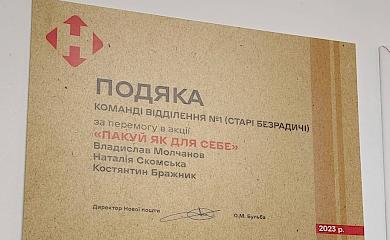 ПОДЯКА
КОМАНДІ ВІДДІЛЕННЯ №1 (СТАРІ БЕЗРАДИЧІ)
за перемогу в акції
«ПАКУЙ ЯК ДЛЯ СЕБЕ»
Владислав Молчанов
Наталія Скомська
Костянтин Бражник
Директор Нової пошти О.М. Бульба
2023 р.